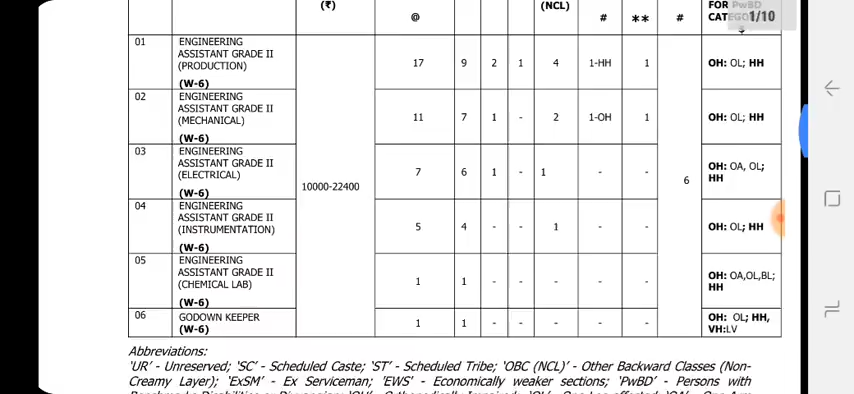 (₹) (NCL) FOR PwBD
@ # ** # CATEGO 1/10
01 ENGINEERING
ASSISTANT GRADE II
(PRODUCTION) 17 9 2 1 4 1-HH 1 OH: OL; HH
(W-6)
02 ENGINEERING
ASSISTANT GRADE II
(MECHANICAL) 11 7 1 - 2 1-OH 1 OH: OL; HH
(W-6)
03 ENGINEERING
ASSISTANT GRADE II OH: OA, OL;
(ELECTRICAL) 7 6 1 - 1 - - HH
10000-22400 6
(W-6)
04 ENGINEERING
ASSISTANT GRADE II
(INSTRUMENTATION) 5 4 - - 1 - - OH: OL; HH
(W-6)
05 ENGINEERING
ASSISTANT GRADE II OH: OA,OL,BL;
(CHEMICAL LAB) 1 1 - - - - - HH
(W-6)
06 GODOWN KEEPER 1 1 - - - - - OH: OL; HH,
(W-6) VH:LV
Abbreviations:
'UR' - Unreserved; 'SC' - Scheduled Caste; 'ST' - Scheduled Tribe; 'OBC (NCL)' - Other Backward Classes (Non-
Creamy Layer); 'ExSM' - Ex Serviceman; 'EWS' - Economically weaker sections; 'PwBD' - Persons with